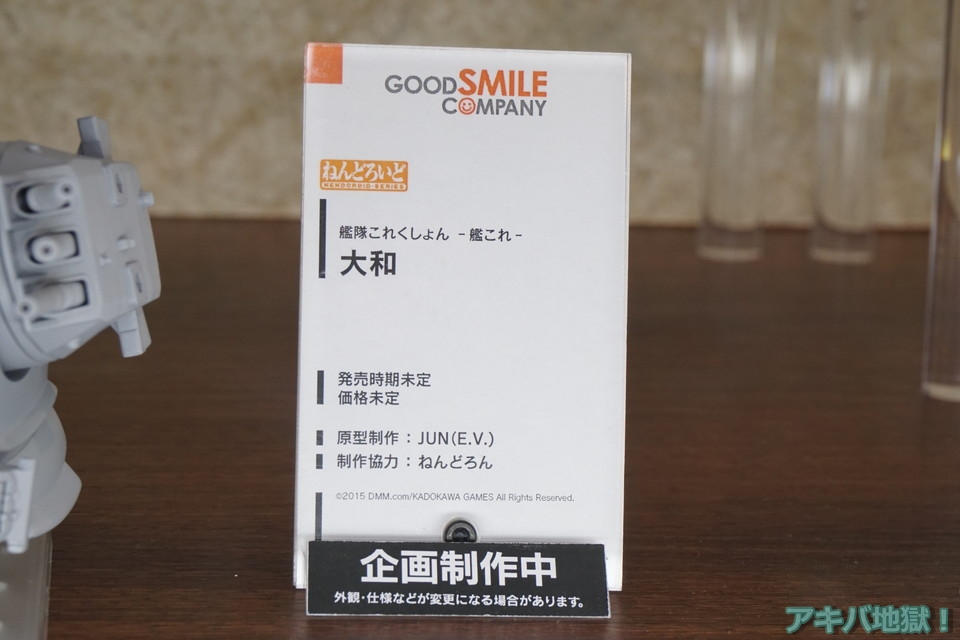 GOOD SMILE
COMPANY
ねんどろいど
NENDOROID-SERIES
艦隊これくしょん －艦これ－
大和
発売時期未定
価格未定
原型制作：JUN(E.V.)
制作協力：ねんどろん
©2015 DMM.com/KADOKAWA GAMES All Rights Reserved.
企画制作中
外観・仕様などが変更になる場合があります。
アキバ地獄！